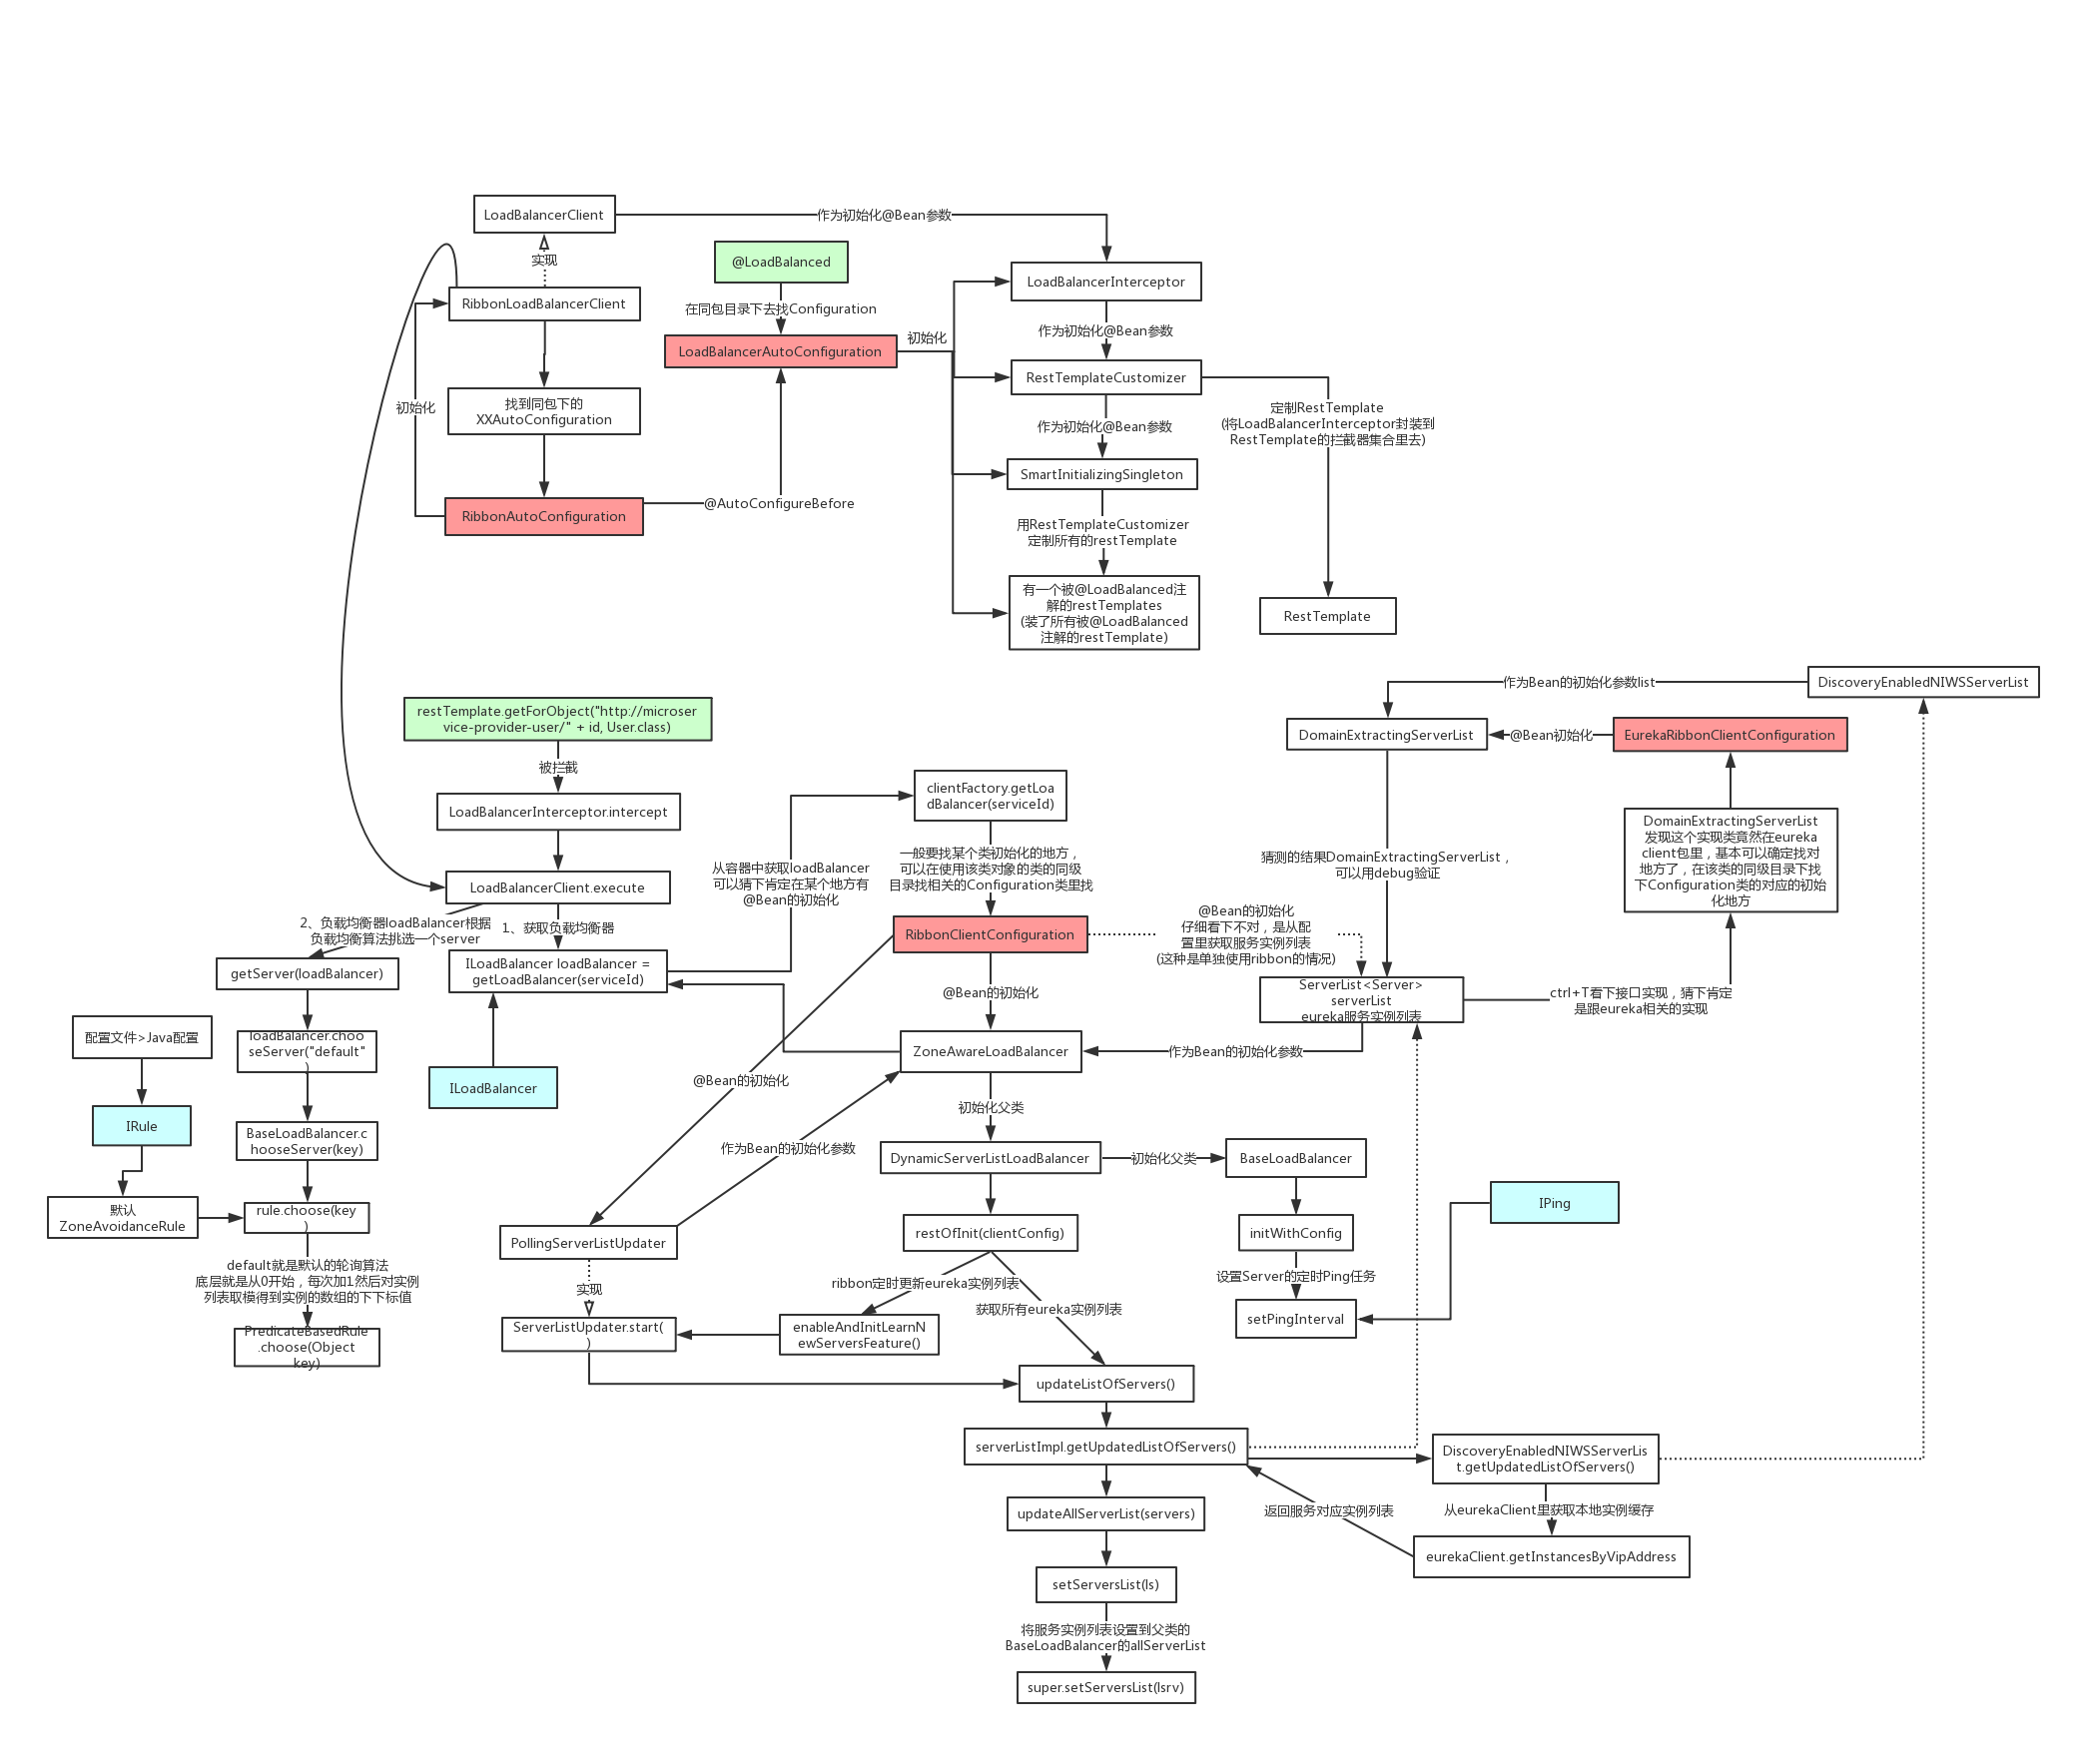 LoadBalancerClient
作为初始化@Bean参数
@LoadBalanced
实现
LoadBalancerInterceptor
RibbonLoadBalancerClient
在同包目录下去找Configuration
作为初始化@Bean参数
初始化
LoadBalancerAutoConfiguration
RestTemplateCustomizer
找到同包下的
XXAutoConfiguration
初始化
定制RestTemplate
(将LoadBalancerInterceptor封装到
RestTemplate的拦截器集合里去)
作为初始化@Bean参数
SmartInitializingSingleton
@AutoConfigureBefore
RibbonAutoConfiguration
用RestTemplateCustomizer
定制所有的restTemplate
有一个被@LoadBalanced注
解的restTemplates
(装了所有被@LoadBalanced
注解的restTemplate)
RestTemplate
作为Bean的初始化参数list
DiscoveryEnabledNIWSServerList
restTemplate.getForObject("http://microser
vice-provider-user/" + id, User.class)
DomainExtractingServerList
@Bean初始化
EurekaRibbonClientConfiguration
被拦截
clientFactory.getLoa
dBalancer(serviceId)
LoadBalancerInterceptor.intercept
DomainExtractingServerList
发现这个实现类竟然在eureka
client包里，基本可以确定找对
地方了，在该类的同级目录下找
下Configuration类的对应的初始
化地方
一般要找某个类初始化的地方，
可以在使用该类对象的类的同级
目录找相关的Configuration类里找
猜测的结果DomainExtractingServerList，
可以用debug验证
从容器中获取loadBalancer
可以猜下肯定在某个地方有
@Bean的初始化
LoadBalancerClient.execute
2、负载均衡器loadBalancer根据
负载均衡算法挑选一个server
1、获取负载均衡器
RibbonClientConfiguration
@Bean的初始化
仔细看下不对，是从配
置里获取服务实例列表
(这种是单独使用ribbon的情况)
getServer(loadBalancer)
ILoadBalancer loadBalancer =
getLoadBalancer(serviceId)
@Bean的初始化
ServerList<Server>
serverList
eureka服务实例列表
ctrl+T看下接口实现，猜下肯定
是跟eureka相关的实现
配置文件>Java配置
loadBalancer.choo
seServer("default"
)
ZoneAwareLoadBalancer
作为Bean的初始化参数
@Bean的初始化
ILoadBalancer
初始化父类
IRule
BaseLoadBalancer.c
hooseServer(key)
作为Bean的初始化参数
DynamicServerListLoadBalancer
初始化父类
BaseLoadBalancer
IPing
默认
ZoneAvoidanceRule
rule.choose(key
)
PollingServerListUpdater
restOfInit(clientConfig)
initWithConfig
default就是默认的轮询算法
底层就是从0开始，每次加1然后对实例
列表取模得到实例的数组的下下标值
实现
ribbon定时更新eureka实例列表
设置Server的定时Ping任务
获取所有eureka实例列表
setPingInterval
PredicateBasedRule
.choose(Object
key)
ServerListUpdater.start(
)
enableAndInitLearnN
ewServersFeature()
updateListOfServers()
serverListImpl.getUpdatedListOfServers()
DiscoveryEnabledNIWSServerLis
t.getUpdatedListOfServers()
updateAllServerList(servers)
返回服务对应实例列表
从eurekaClient里获取本地实例缓存
eurekaClient.getInstancesByVipAddress
setServersList(ls)
将服务实例列表设置到父类的
BaseLoadBalancer的allServerList
super.setServersList(lsrv)